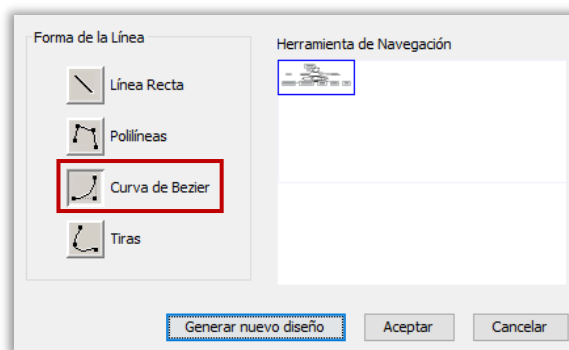 Forma de la Línea
Línea Recta
Polilíneas
Curva de Bezier
Tiras
Herramienta de Navegación
Generar nuevo diseño
Aceptar
Cancelar